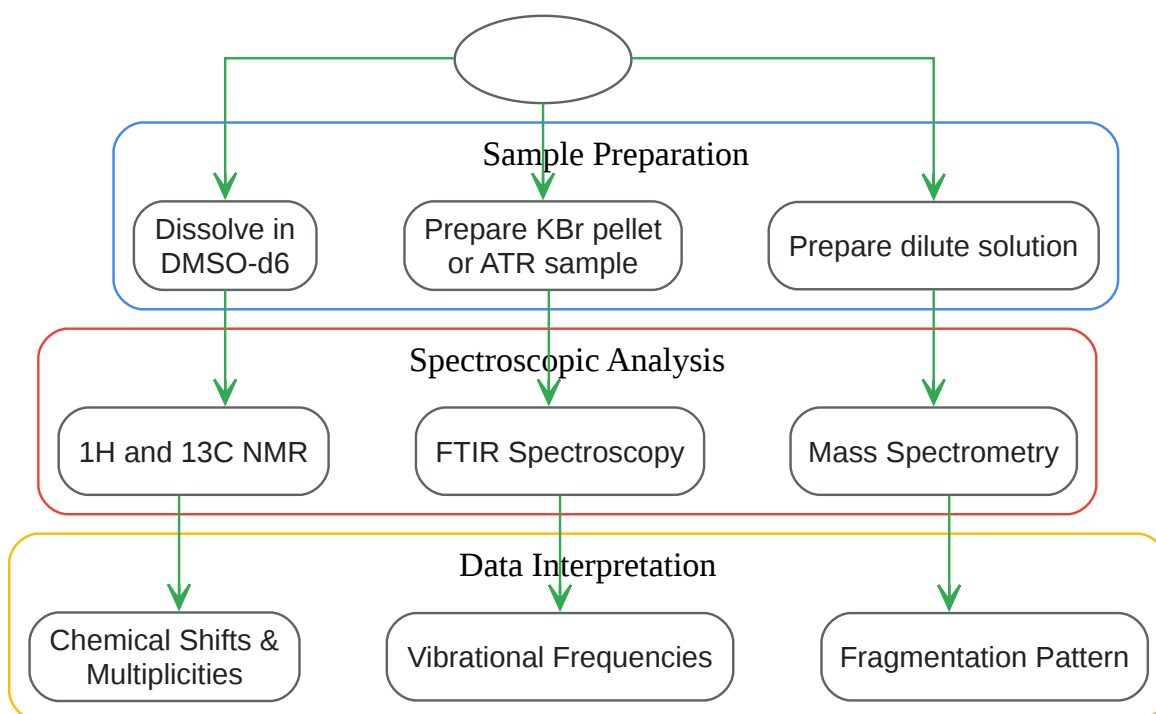 Sample Preparation
Dissolve in
DMSO-d6
Prepare KBr pellet
or ATR sample
Prepare dilute solution
Spectroscopic Analysis
1H and 13C NMR
FTIR Spectroscopy
Mass Spectrometry
Data Interpretation
Chemical Shifts &
Multiplicities
Vibrational Frequencies
Fragmentation Pattern